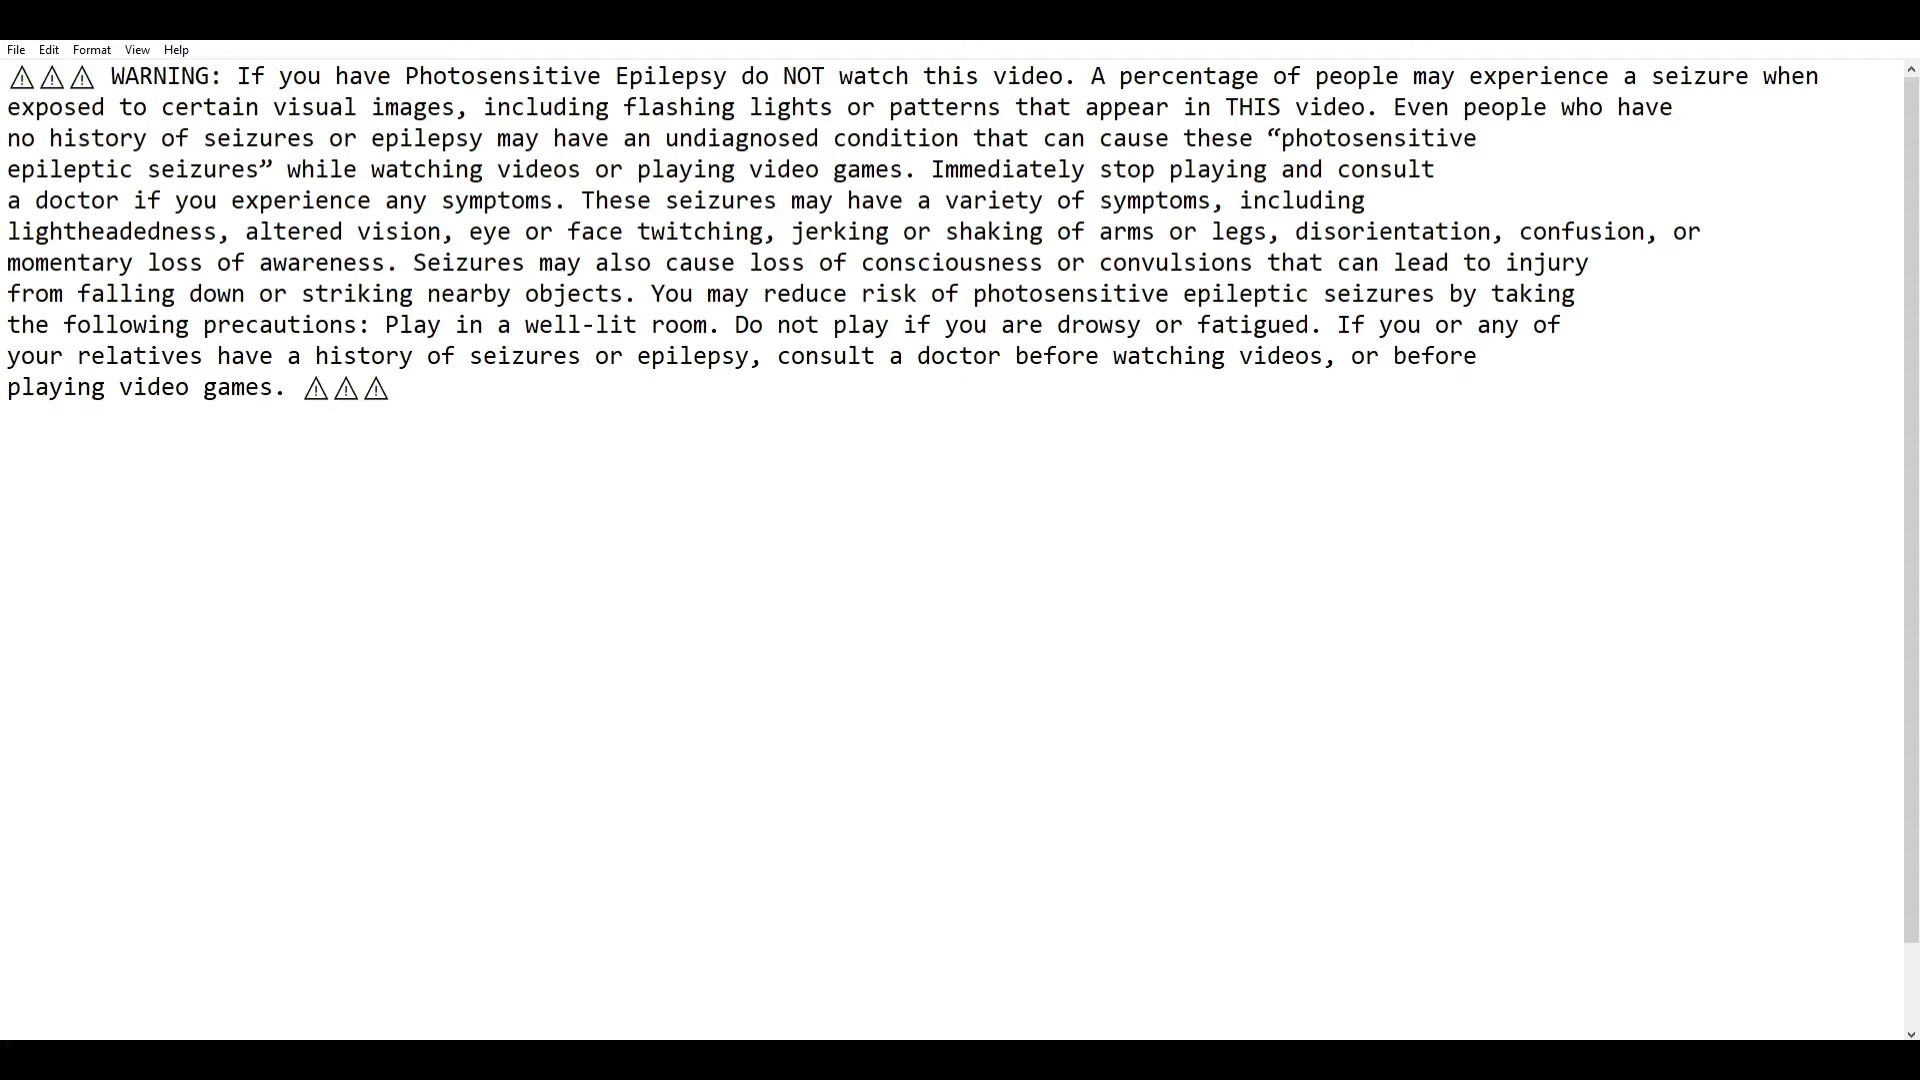 File Edit Format View Help
⚠⚠⚠ WARNING: If you have Photosensitive Epilepsy do NOT watch this video. A percentage of people may experience a seizure when
exposed to certain visual images, including flashing lights or patterns that appear in THIS video. Even people who have
no history of seizures or epilepsy may have an undiagnosed condition that can cause these “photosensitive
epileptic seizures” while watching videos or playing video games. Immediately stop playing and consult
a doctor if you experience any symptoms. These seizures may have a variety of symptoms, including
lightheadedness, altered vision, eye or face twitching, jerking or shaking of arms or legs, disorientation, confusion, or
momentary loss of awareness. Seizures may also cause loss of consciousness or convulsions that can lead to injury
from falling down or striking nearby objects. You may reduce risk of photosensitive epileptic seizures by taking
the following precautions: Play in a well-lit room. Do not play if you are drowsy or fatigued. If you or any of
your relatives have a history of seizures or epilepsy, consult a doctor before watching videos, or before
playing video games. ⚠⚠⚠